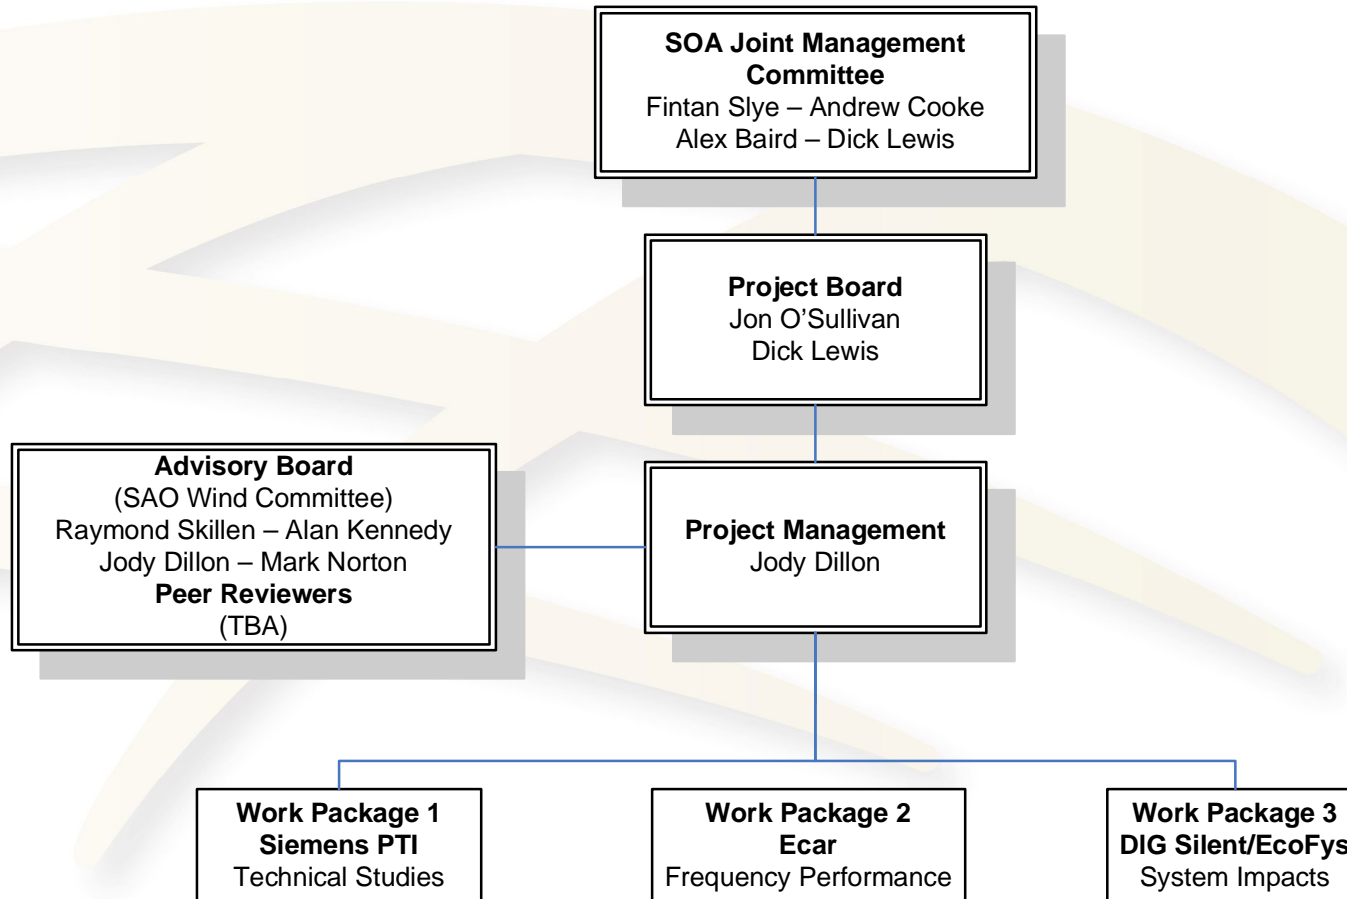 SOA Joint Management
Committee
Fintan Slye – Andrew Cooke
Alex Baird – Dick Lewis
Project Board
Jon O’Sullivan
Dick Lewis
Advisory Board
(SAO Wind Committee)
Raymond Skillen – Alan Kennedy
Jody Dillon – Mark Norton
Peer Reviewers
(TBA)
Project Management
Jody Dillon
Work Package 1
Siemens PTI
Technical Studies
Work Package 2
Ecar
Frequency Performance
Work Package 3
DIG Silent/EcoFys
System Impacts